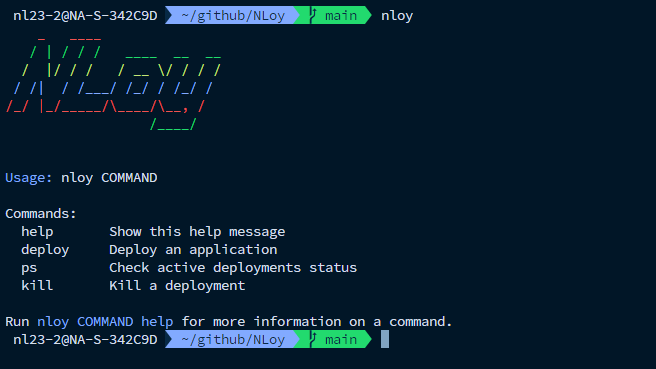 nl23-2@NA-S-342C9D ~/github/NLoy main nloy
    _   ____
   / | / / /   ____  __  __
  /  |/ / /   / __ \/ / / /
 / /|  / /___/ /_/ / /_/ /
/_/ |_/_____/\____/\__, /
                  /____/
Usage: nloy COMMAND
Commands:
  help       Show this help message
  deploy     Deploy an application
  ps         Check active deployments status
  kill       Kill a deployment
Run nloy COMMAND help for more information on a command.
nl23-2@NA-S-342C9D ~/github/NLoy main